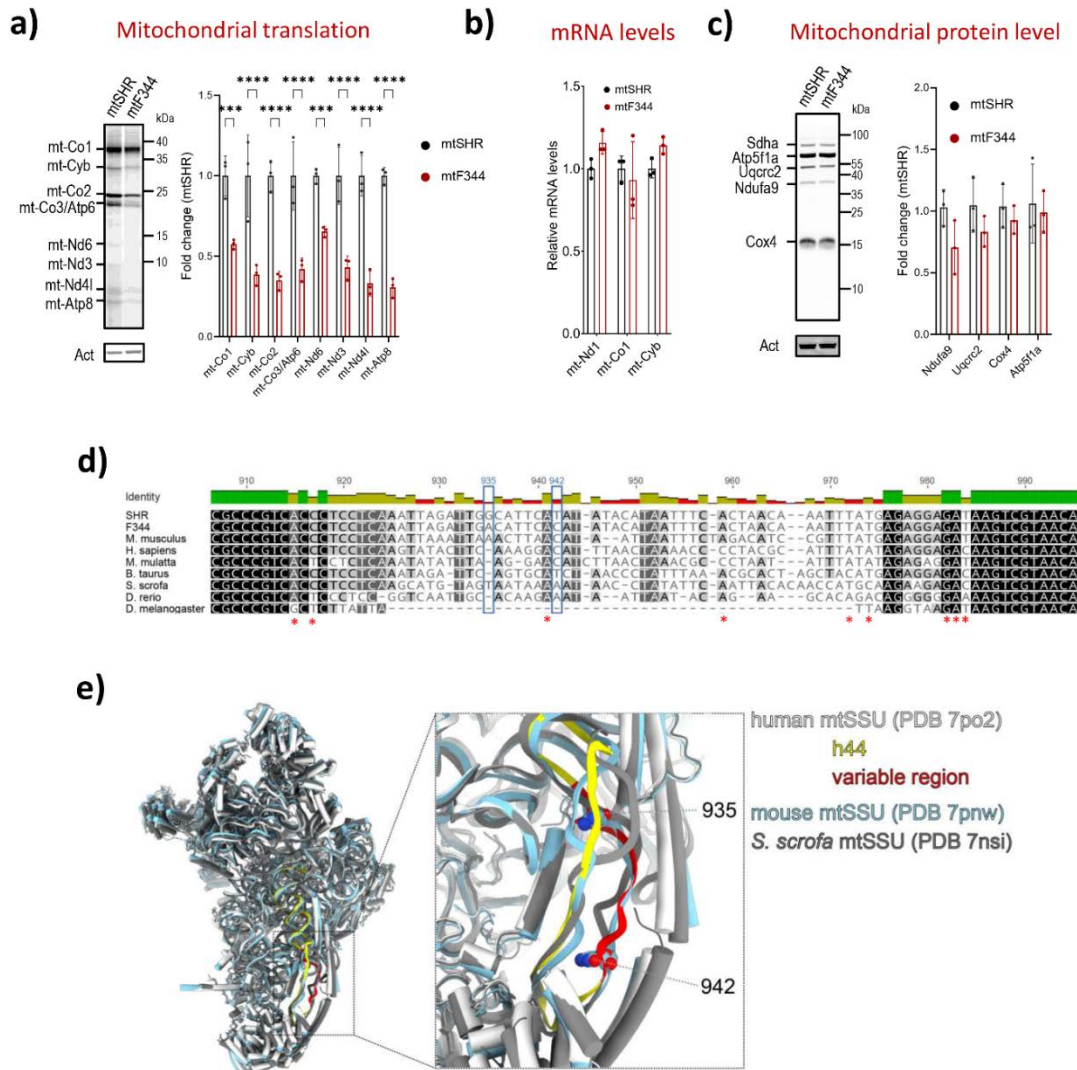 a)
Mitochondrial translation
mtSHR
mtF344
kDa
mt-Co1
mt-Cyb
mt-Co2
mt-Co3/Atp6
mt-Nd6
mt-Nd3
mt-Nd4l
mt-Atp8
Act
40
35
25
20
15
10
Fold change (mtSHR)
1.5
1.0
0.5
0.0
*** **** **** **** *** **** **** ****
mt-Co1
mt-Cyb
mt-Co2
mt-Co3/Atp6
mt-Nd6
mt-Nd3
mt-Nd4l
mt-Atp8
mtSHR
mtF344
b)
mRNA levels
mtSHR
mtF344
Relative mRNA levels
1.5
1.0
0.5
0.0
mt-Nd1
mt-Co1
mt-Cyb
c)
Mitochondrial protein level
mtSHR
mtF344
kDa
Sdha
Atp5f1a
Uqcrc2
Ndufa9
Cox4
Act
100
70
55
40
35
25
15
10
Fold change (mtSHR)
1.5
1.0
0.5
0.0
mtSHR
mtF344
Ndufa9
Uqcrc2
Cox4
Atp5f1a
d)
910 920 930 935 940 942 950 960 970 980 990
Identity
SHR
F344
M. musculus
H. sapiens
M. mulatta
B. taurus
S. scrofa
D. rerio
D. melanogaster
* * * * * * * * *
e)
935
942
human mtSSU (PDB 7po2)
h44
variable region
mouse mtSSU (PDB 7pnw)
S. scrofa mtSSU (PDB 7nsi)